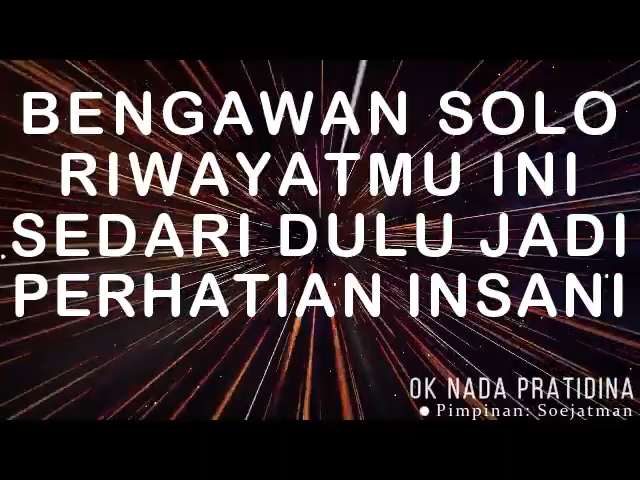 BENGAWAN SOLO
RIWAYATMU INI
SEDARI DULU JADI
PERHATIAN INSANI
OK NADA PRATIDINA
Pimpinan: Soejatman